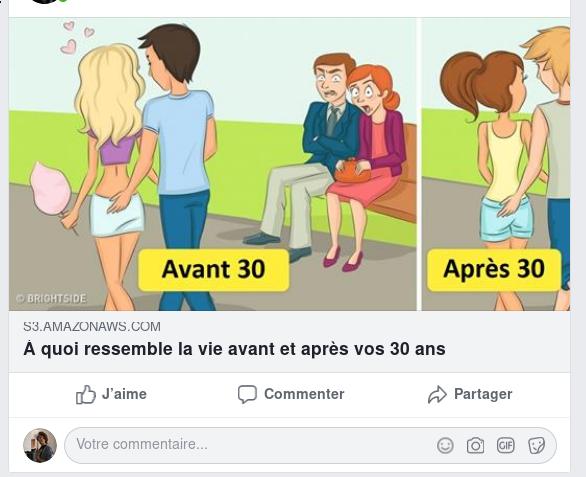 Avant 30
Après 30
© BRIGHTSIDE
S3.AMAZONAWS.COM
À quoi ressemble la vie avant et après vos 30 ans
J'aime
Commenter
Partager
Votre commentaire...
GIF